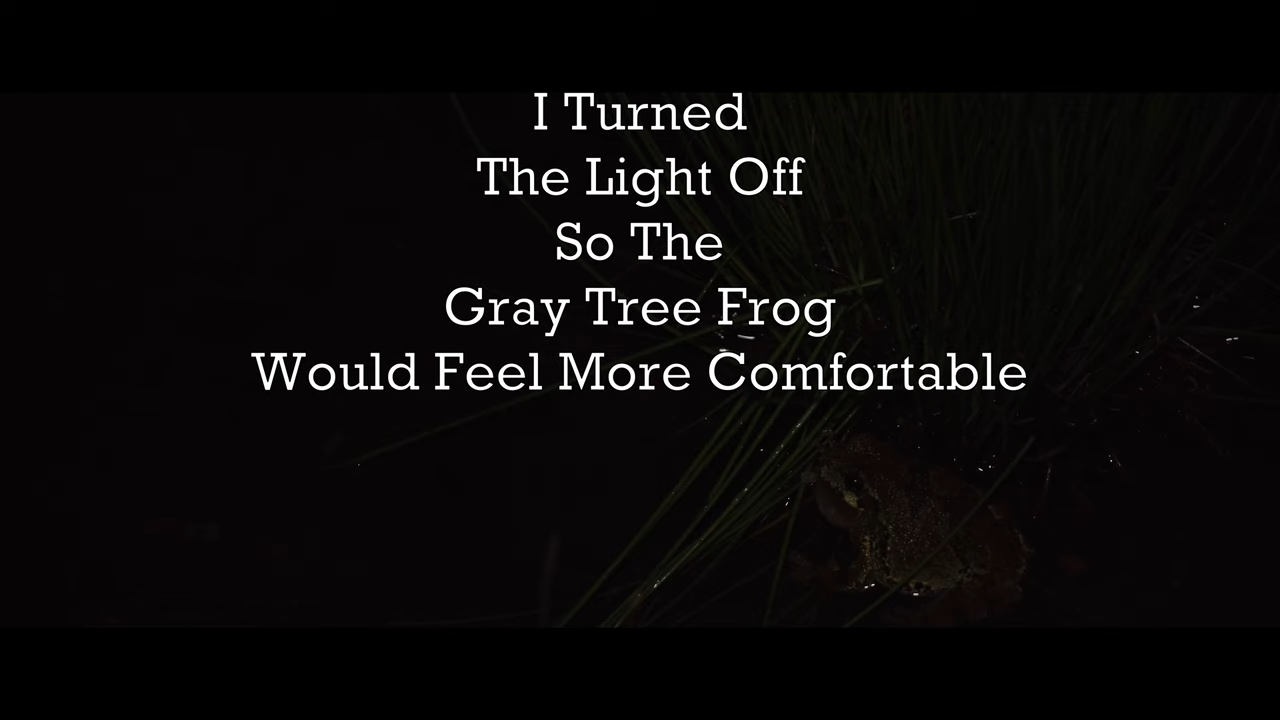 I Turned
The Light Off
So The
Gray Tree Frog
Would Feel More Comfortable